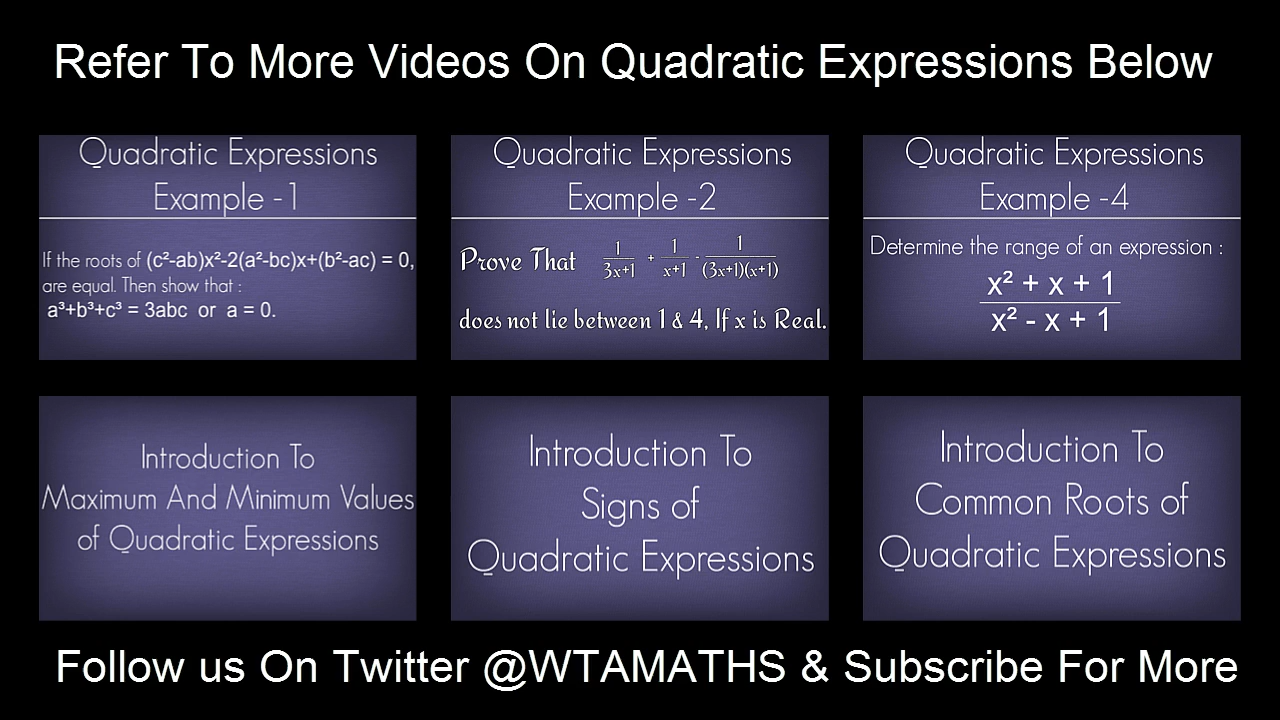 Refer To More Videos On Quadratic Expressions Below
Quadratic Expressions
Example -1
If the roots of (c²-ab)x²-2(a²-bc)x+(b²-ac) = 0,
are equal. Then show that :
a³+b³+c³ = 3abc or a = 0.
Quadratic Expressions
Example -2
Prove That 1/3x+1 + 1/x+1 - 1/(3x+1)(x+1)
does not lie between 1 & 4, If x is Real.
Quadratic Expressions
Example -4
Determine the range of an expression :
x² + x + 1
x² - x + 1
Introduction To
Maximum And Minimum Values
of Quadratic Expressions
Introduction To
Signs of
Quadratic Expressions
Introduction To
Common Roots of
Quadratic Expressions
Follow us On Twitter @WTAMATHS & Subscribe For More